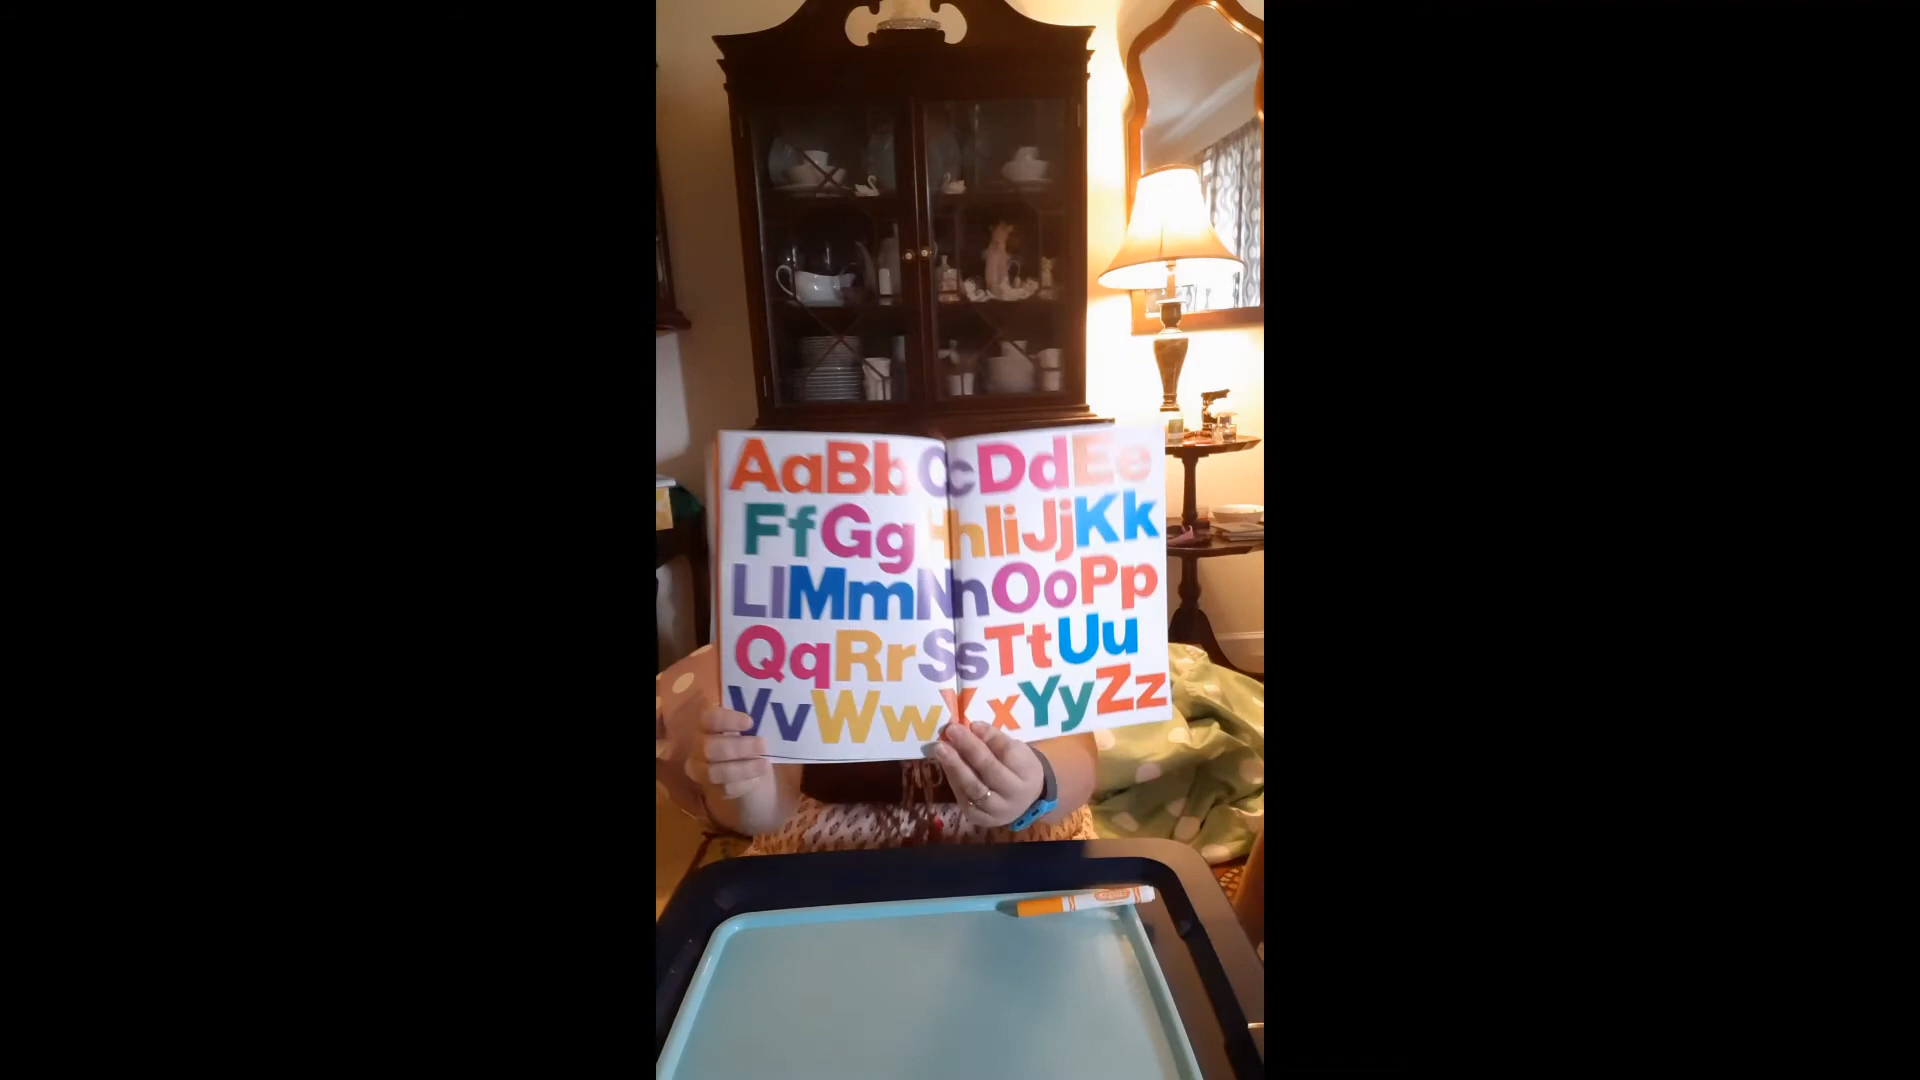 AaBbCcDdEe
FfGgHhIiJjKk
LlMmNnOoPp
QqRrSsTtUu
VvWwXxYyZz